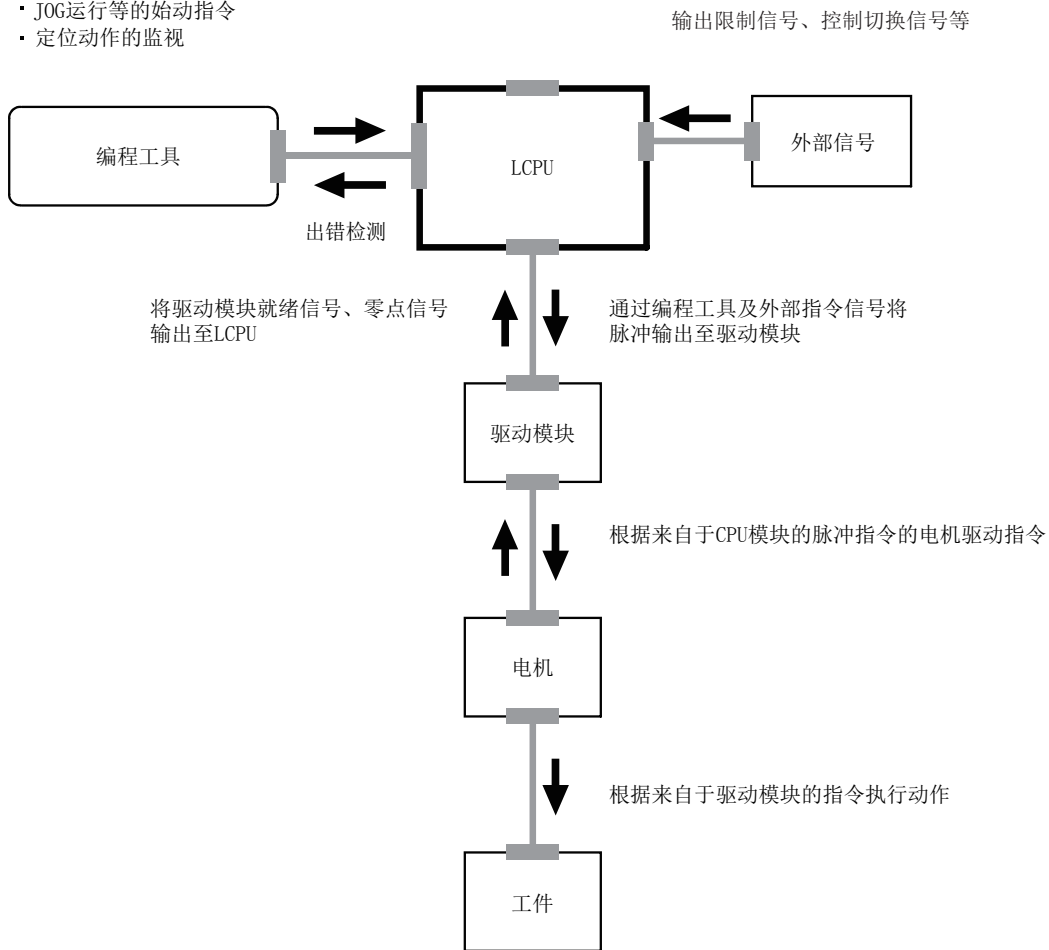 · JOG运行等的始动指令
· 定位动作的监视
输出限制信号、控制切换信号等
编程工具
LCPU
外部信号
出错检测
将驱动模块就绪信号、零点信号
输出至LCPU
通过编程工具及外部指令信号将
脉冲输出至驱动模块
驱动模块
根据来自于CPU模块的脉冲指令的电机驱动指令
电机
根据来自于驱动模块的指令执行动作
工件